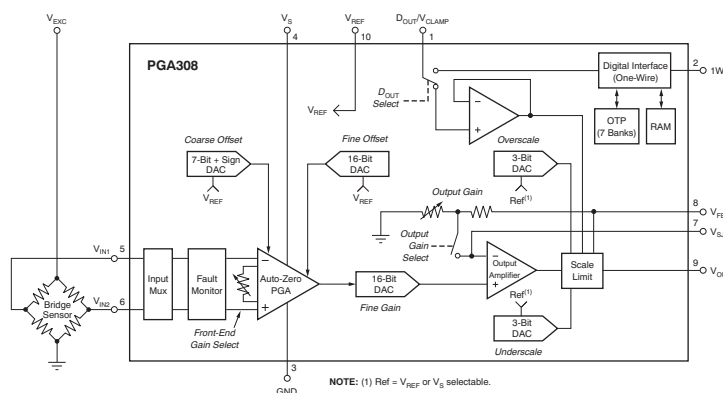 V_EXC
V_S
V_REF
D_OUT/V_CLAMP
4
10
1
PGA308
V_REF
D_OUT
Select
Digital Interface
(One-Wire)
2
1W
OTP
(7 Banks)
RAM
Coarse Offset
7-Bit + Sign
DAC
V_REF
Fine Offset
16-Bit
DAC
V_REF
Overscale
3-Bit
DAC
Ref(1)
Output Gain
8
7
Output
Gain
Select
V_IN1
5
V_IN2
6
Bridge
Sensor
Input
Mux
Fault
Monitor
Auto-Zero
PGA
Front-End
Gain Select
16-Bit
DAC
Fine Gain
Output
Amplifier
Scale
Limit
9
Ref(1)
3-Bit
DAC
Underscale
3
GND
NOTE: (1) Ref = V_REF or V_S selectable.